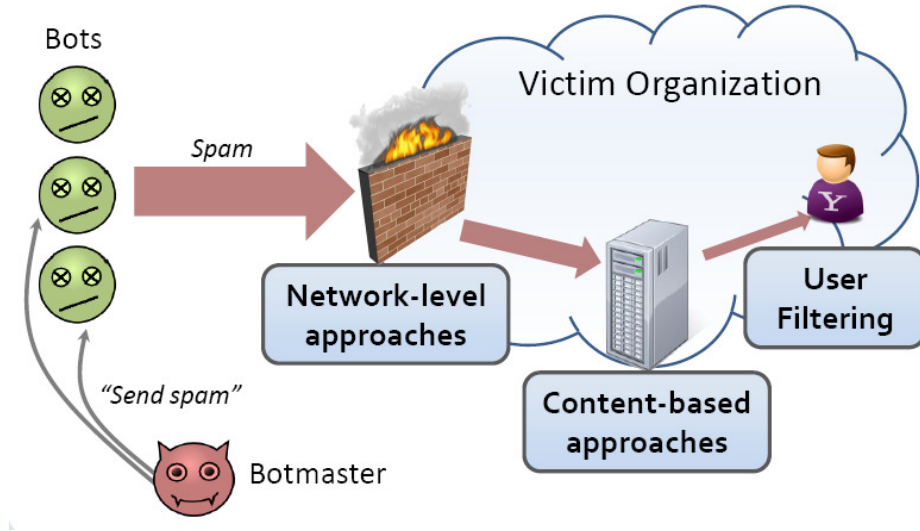 Bots
Victim Organization
Spam
Y
Network-level
approaches
User
Filtering
Content-based
approaches
“Send spam”
Botmaster